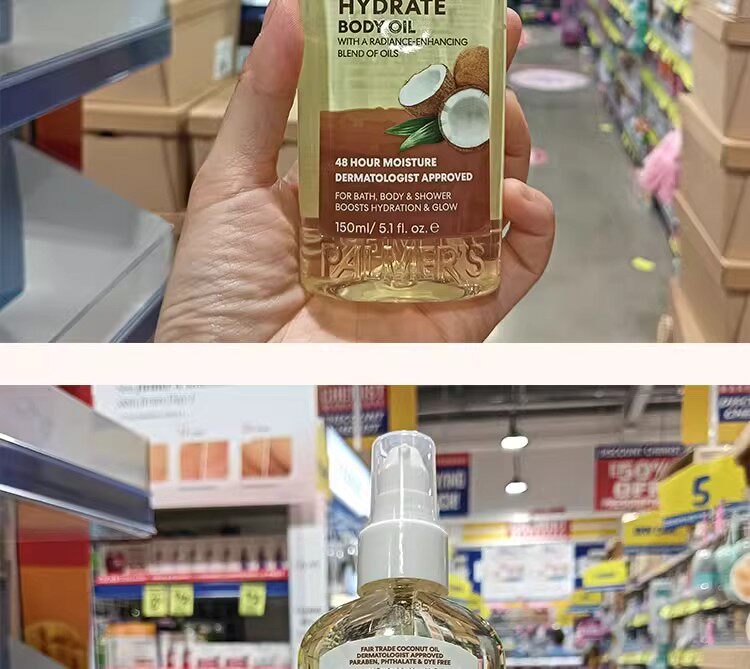 HYDRATE
BODY OIL
WITH A RADIANCE-ENHANCING
BLEND OF OILS
48 HOUR MOISTURE
DERMATOLOGIST APPROVED
FOR BATH, BODY & SHOWER
BOOSTS HYDRATION & GLOW
150ml/ 5.1 fl. oz. e
PALMER'S
50%
OFF
5
FAIR TRADE COCONUT OIL
DERMATOLOGIST APPROVED
PARABEN, PHTHALATE & DYE FREE